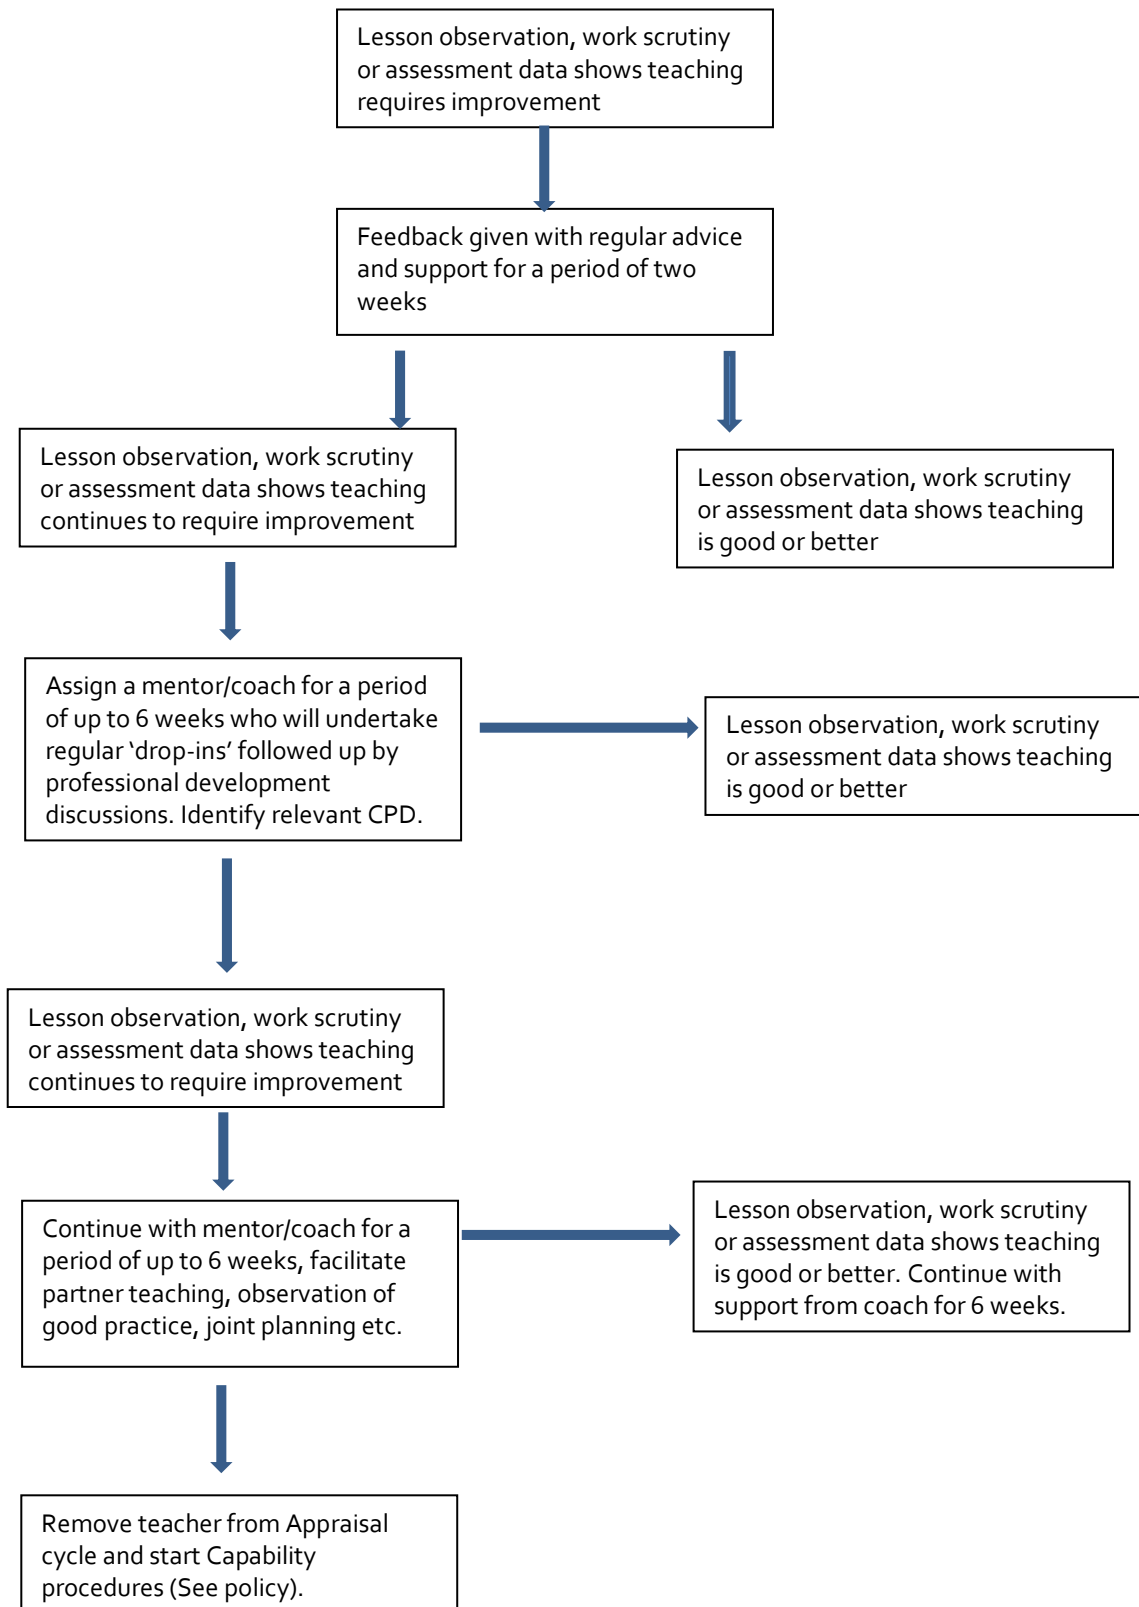 Lesson observation, work scrutiny
or assessment data shows teaching
requires improvement
Feedback given with regular advice
and support for a period of two
weeks
Lesson observation, work scrutiny
or assessment data shows teaching
continues to require improvement
Lesson observation, work scrutiny
or assessment data shows teaching
is good or better
Assign a mentor/coach for a period
of up to 6 weeks who will undertake
regular ‘drop-ins’ followed up by
professional development
discussions. Identify relevant CPD.
Lesson observation, work scrutiny
or assessment data shows teaching
is good or better
Lesson observation, work scrutiny
or assessment data shows teaching
continues to require improvement
Continue with mentor/coach for a
period of up to 6 weeks, facilitate
partner teaching, observation of
good practice, joint planning etc.
Lesson observation, work scrutiny
or assessment data shows teaching
is good or better. Continue with
support from coach for 6 weeks.
Remove teacher from Appraisal
cycle and start Capability
procedures (See policy).